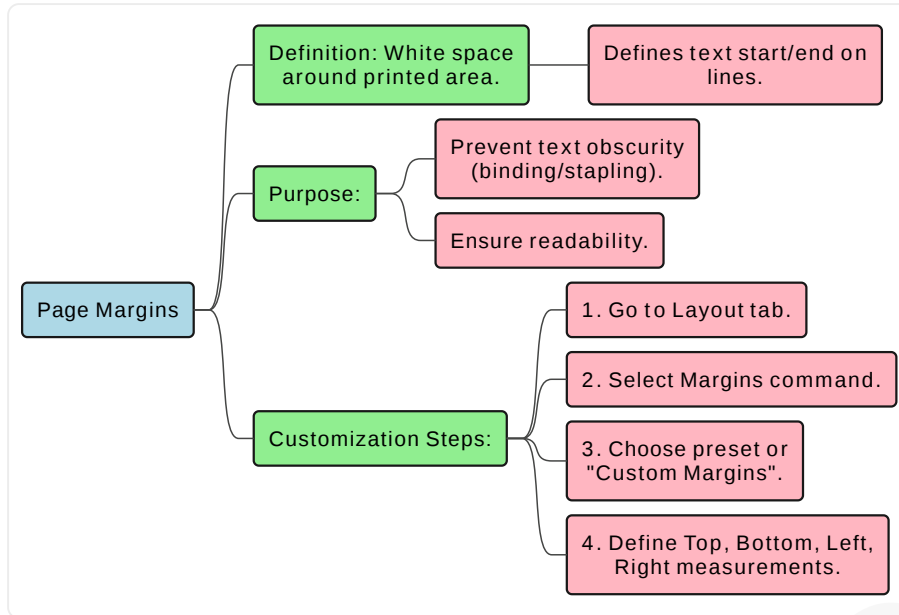 Definition: White space
around printed area.
Defines text start/end on
lines.
Prevent text obscurity
(binding/stapling).
Purpose:
Ensure readability.
Page Margins
1. Go to Layout tab.
2. Select Margins command.
Customization Steps:
3. Choose preset or
"Custom Margins".
4. Define Top, Bottom, Left,
Right measurements.